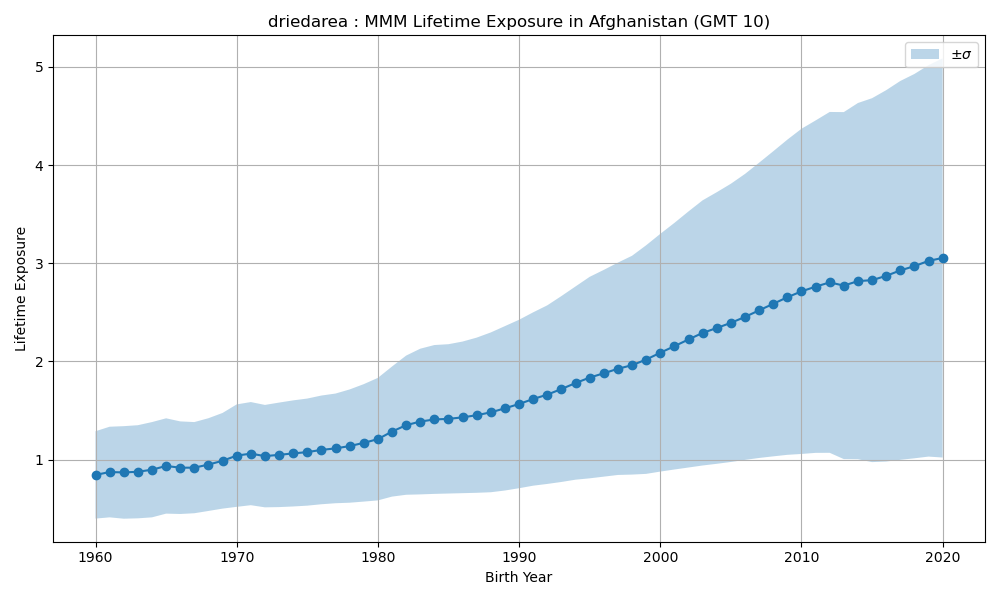 driedarea : MMM Lifetime Exposure in Afghanistan (GMT 10)
±σ
5
4
3
2
1
Lifetime Exposure
1960 1970 1980 1990 2000 2010 2020
Birth Year